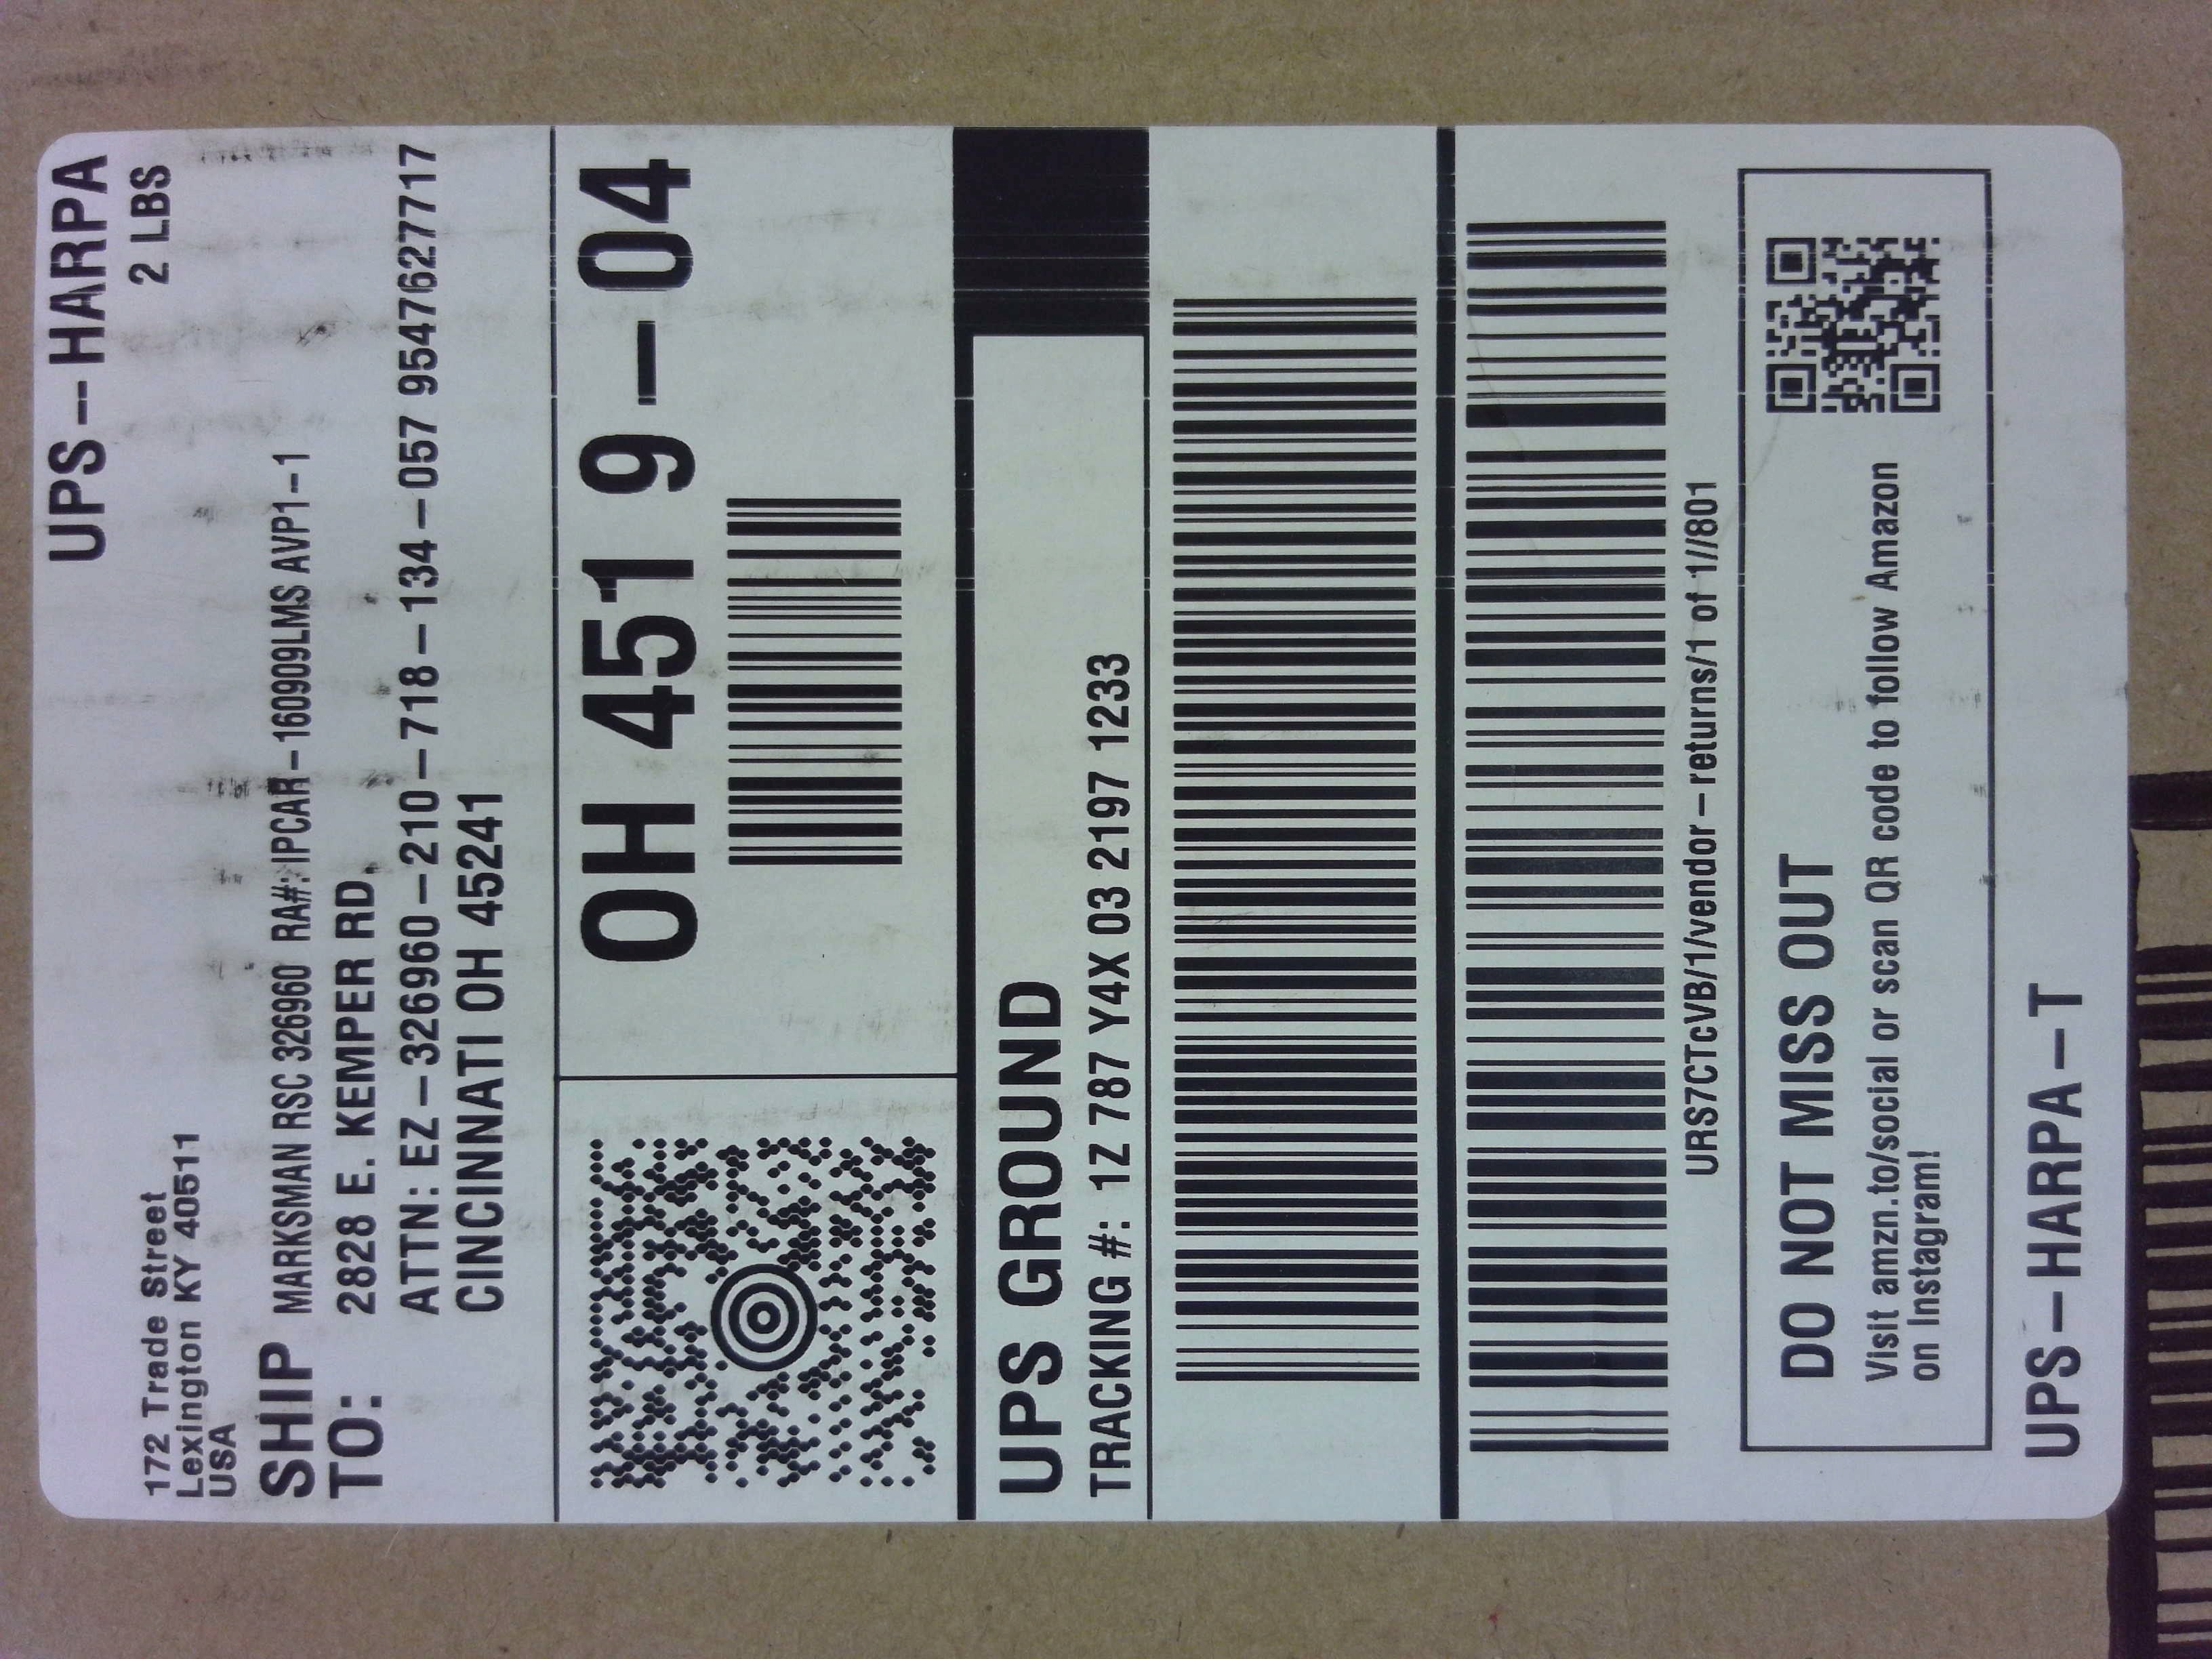 UPS-HARPA
2 LBS
172 Trade Street
Lexington KY 40511
USA
SHIP TO:
MARKSMAN RSC 326960 RA#:IPCAR-160909LMS AVP1-1
2828 E. KEMPER RD.
ATTN: EZ-326960-210-718-134-057 95476277​17
CINCINNATI OH 45241
OH 451 9-04
UPS GROUND
TRACKING #: 1Z 787 Y4X 03 2197 1233
URS7CTcVB/1/vendor-returns/1 of 1//801
DO NOT MISS OUT
Visit amzn.to/social or scan QR code to follow Amazon
on Instagram!
UPS-HARPA-T